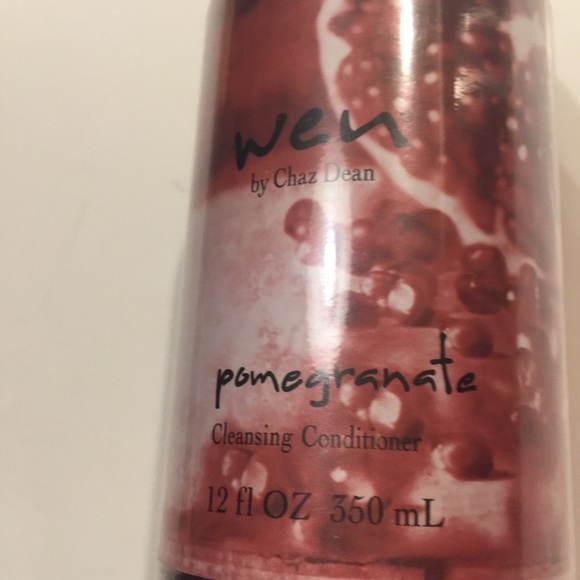 wen
by Chaz Dean
pomegranate
Cleansing Conditioner
12 fl OZ 350 mL